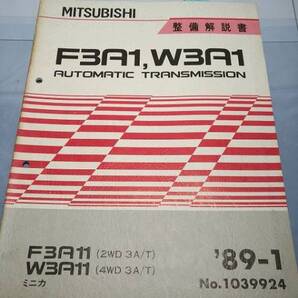 MITSUBISHI 整備解説書
F3A1, W3A1
AUTOMATIC TRANSMISSION
F3A11 (2WD 3A/T)
W3A11 (4WD 3A/T)
ミニカ
'89-1
No.1039924